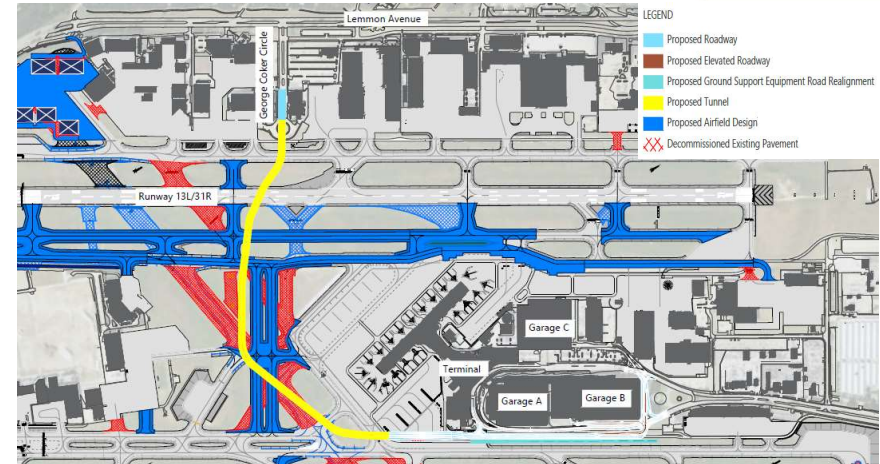 Lemmon Avenue
George Coker Circle
LEGEND
Proposed Roadway
Proposed Elevated Roadway
Proposed Ground Support Equipment Road Realignment
Proposed Tunnel
Proposed Airfield Design
Decommissioned Existing Pavement
Runway 13L/31R
Garage C
Terminal
Garage A
Garage B